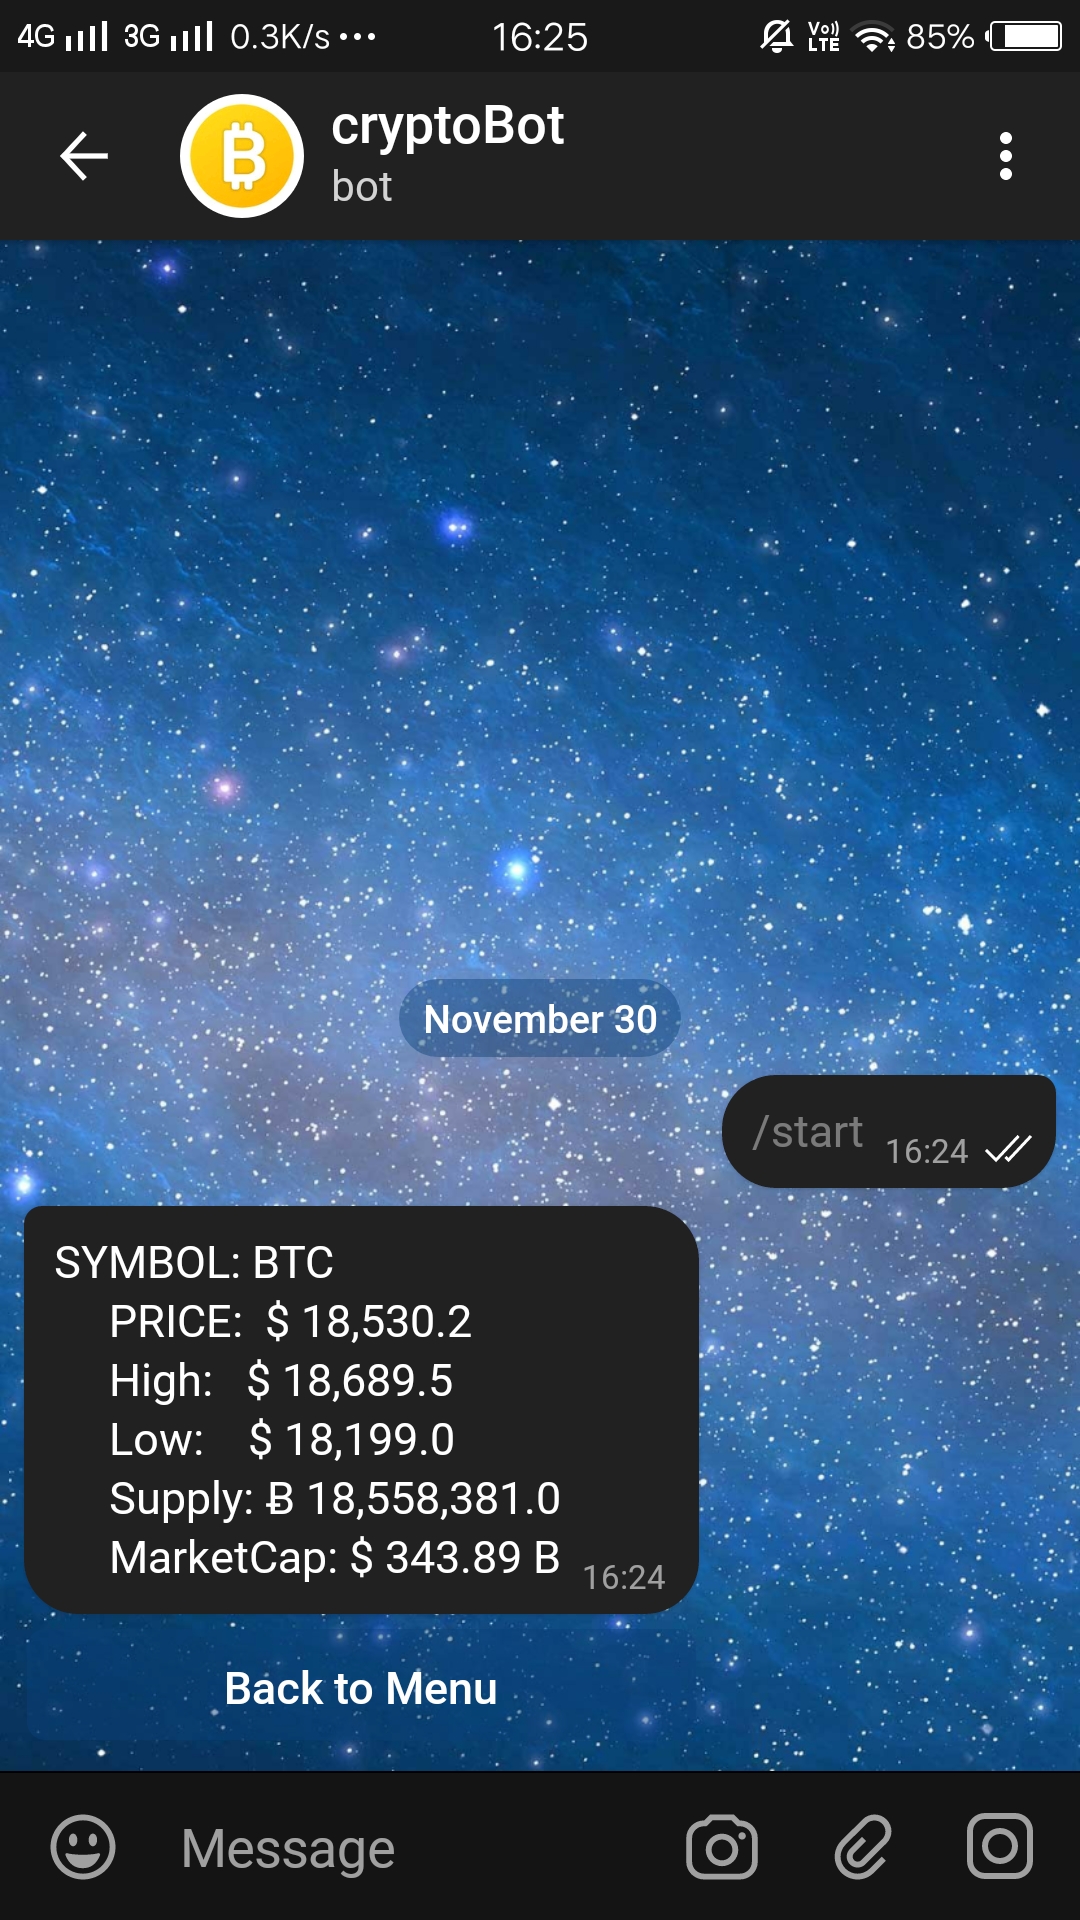 4G 3G 0.3K/s ... 16:25 Vo)) LTE 85%
cryptoBot
bot
November 30
/start 16:24
SYMBOL: BTC
PRICE: $ 18,530.2
High: $ 18,689.5
Low: $ 18,199.0
Supply: Ƀ 18,558,381.0
MarketCap: $ 343.89 B 16:24
Back to Menu
Message